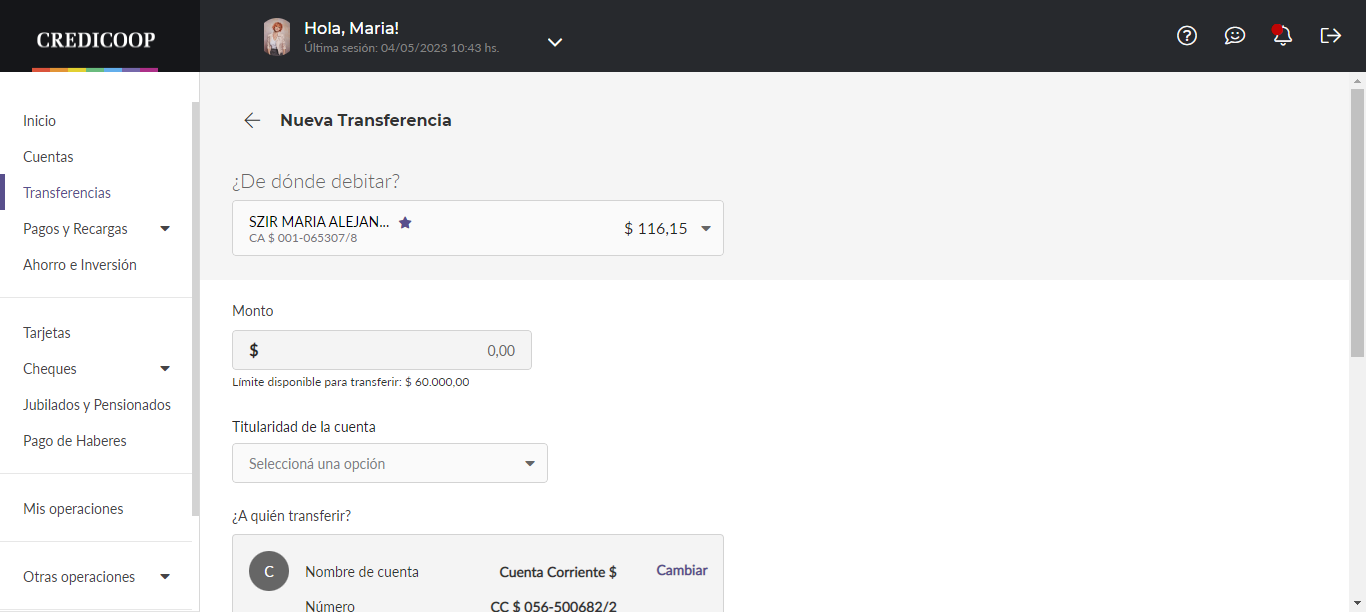 CREDICOOP
Hola, Maria!
Última sesión: 04/05/2023 10:43 hs.
Inicio
Cuentas
Transferencias
Pagos y Recargas
Ahorro e Inversión
Tarjetas
Cheques
Jubilados y Pensionados
Pago de Haberes
Mis operaciones
Otras operaciones
Nueva Transferencia
¿De dónde debitar?
SZIR MARIA ALEJAN... $ 116,15
CA $ 001-065307/8
Monto
$ 0,00
Límite disponible para transferir: $ 60.000,00
Titularidad de la cuenta
Seleccioná una opción
¿A quién transferir?
C Nombre de cuenta Cuenta Corriente $ Cambiar
Número CC $ 056-500682/2